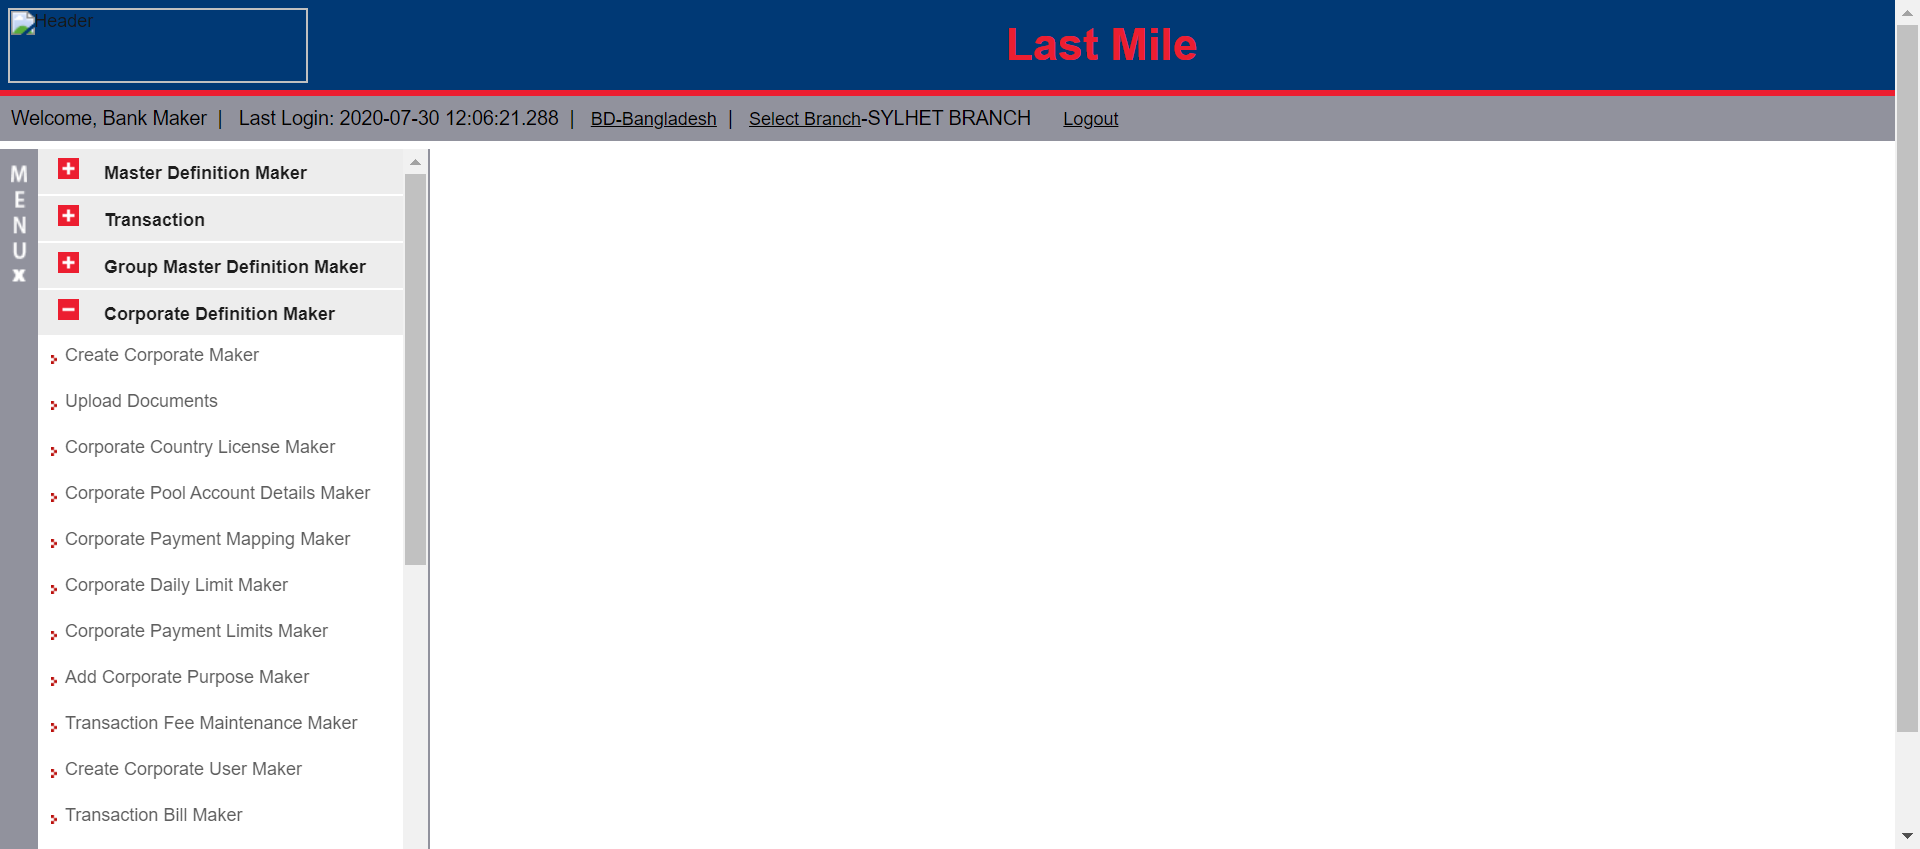 Header
Last Mile
Welcome, Bank Maker | Last Login: 2020-07-30 12:06:21.288 | BD-Bangladesh | Select Branch-SYLHET BRANCH Logout
MENU x
Master Definition Maker
Transaction
Group Master Definition Maker
Corporate Definition Maker
Create Corporate Maker
Upload Documents
Corporate Country License Maker
Corporate Pool Account Details Maker
Corporate Payment Mapping Maker
Corporate Daily Limit Maker
Corporate Payment Limits Maker
Add Corporate Purpose Maker
Transaction Fee Maintenance Maker
Create Corporate User Maker
Transaction Bill Maker